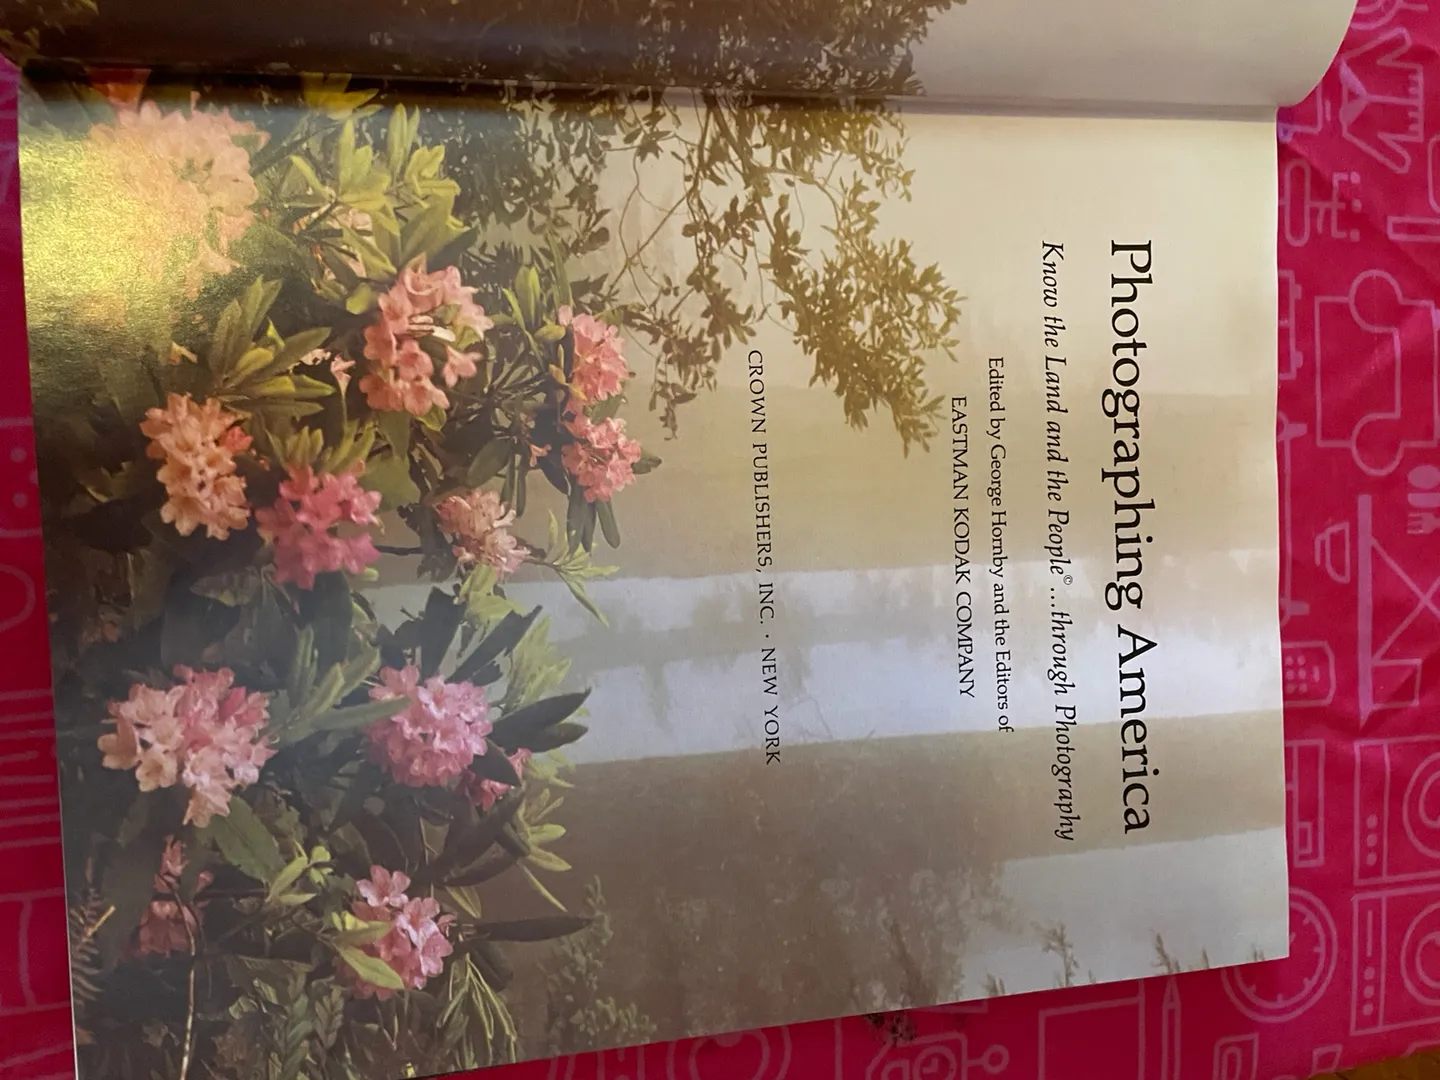 Photographing America
Know the Land and the People© ...through Photography
Edited by George Hornby and the Editors of
EASTMAN KODAK COMPANY
CROWN PUBLISHERS, INC. · NEW YORK